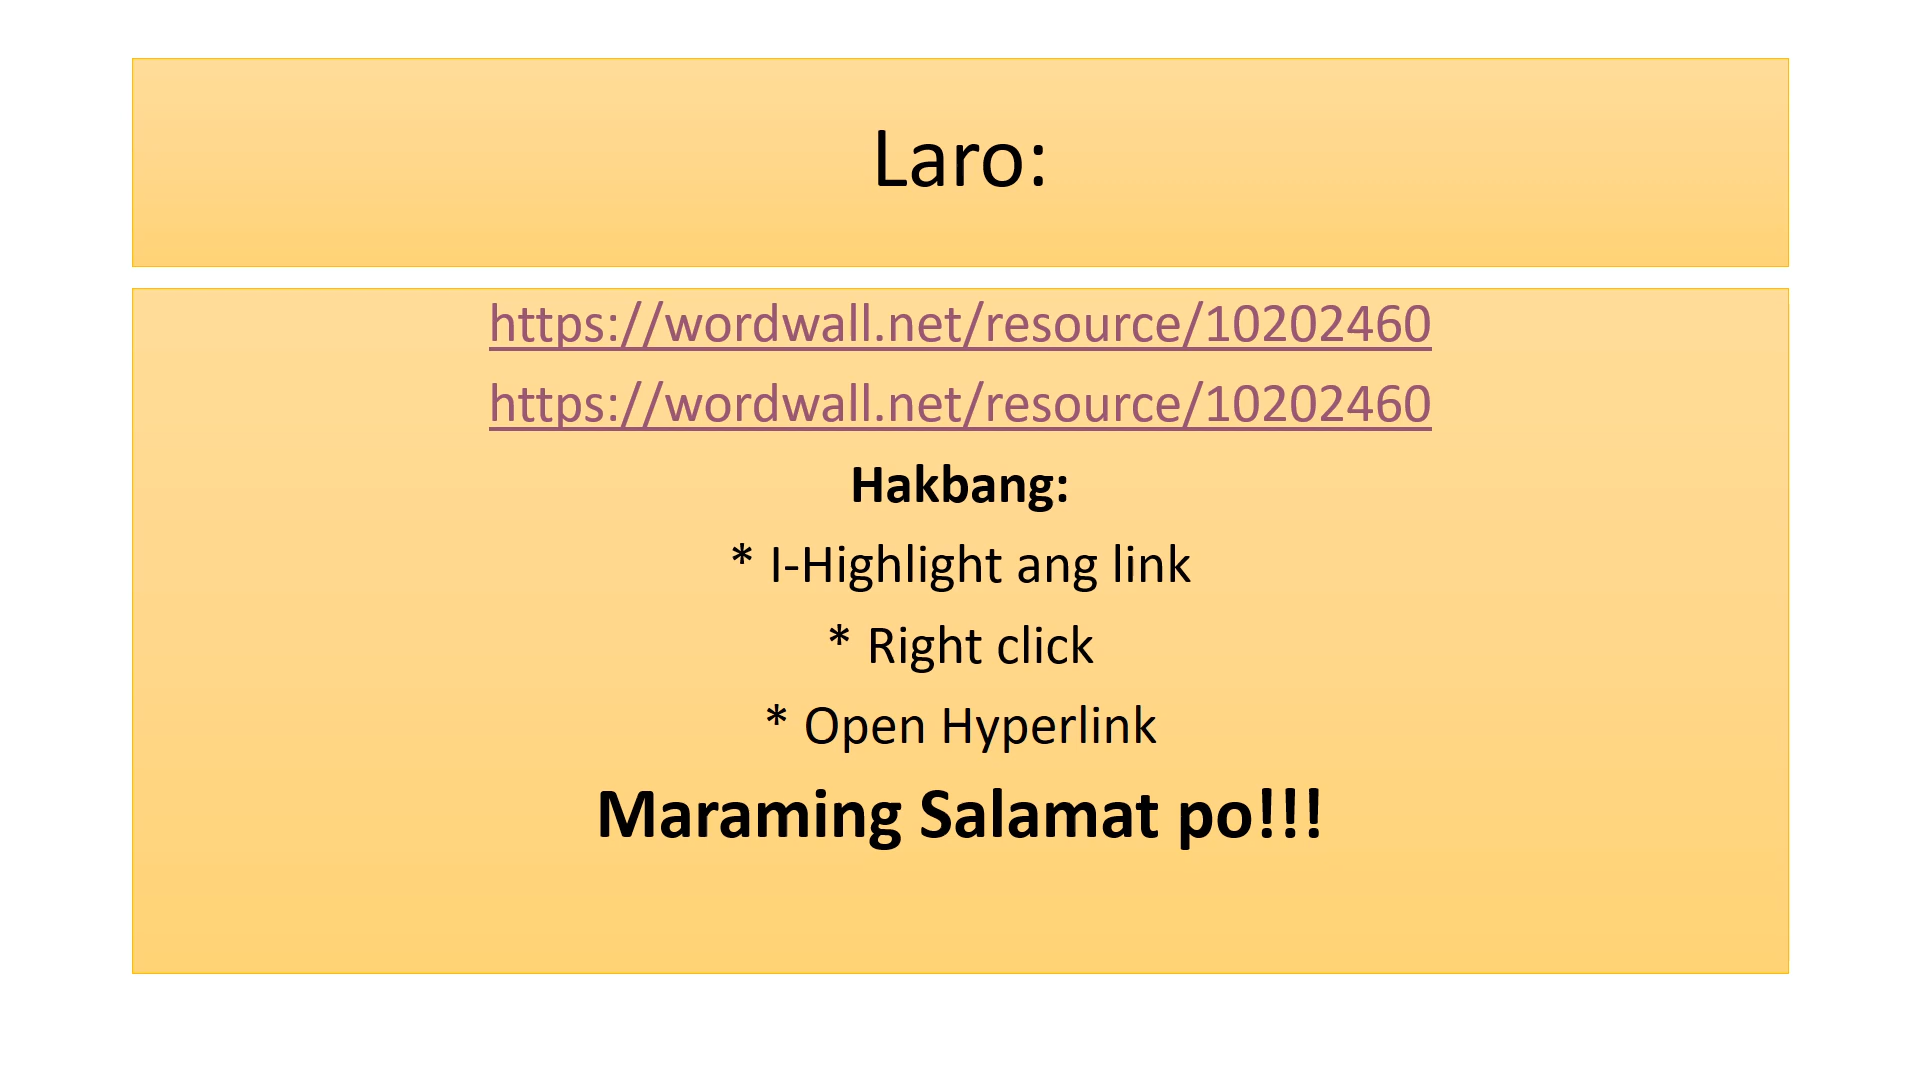 Laro:
https://wordwall.net/resource/10202460
https://wordwall.net/resource/10202460
Hakbang:
* I-Highlight ang link
* Right click
* Open Hyperlink
Maraming Salamat po!!!